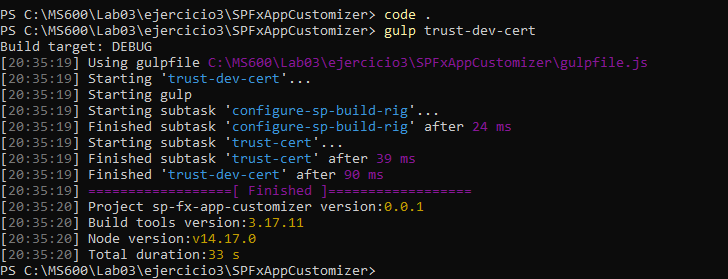 PS C:\MS600\Lab03\ejercicio3\SPFxAppCustomizer> code .
PS C:\MS600\Lab03\ejercicio3\SPFxAppCustomizer> gulp trust-dev-cert
Build target: DEBUG
[20:35:19] Using gulpfile C:\MS600\Lab03\ejercicio3\SPFxAppCustomizer\gulpfile.js
[20:35:19] Starting 'trust-dev-cert'...
[20:35:19] Starting gulp
[20:35:19] Starting subtask 'configure-sp-build-rig'...
[20:35:19] Finished subtask 'configure-sp-build-rig' after 24 ms
[20:35:19] Starting subtask 'trust-cert'...
[20:35:19] Finished subtask 'trust-cert' after 39 ms
[20:35:19] Finished 'trust-dev-cert' after 90 ms
[20:35:19] ==================[ Finished ]==================
[20:35:20] Project sp-fx-app-customizer version:0.0.1
[20:35:20] Build tools version:3.17.11
[20:35:20] Node version:v14.17.0
[20:35:20] Total duration:33 s
PS C:\MS600\Lab03\ejercicio3\SPFxAppCustomizer>